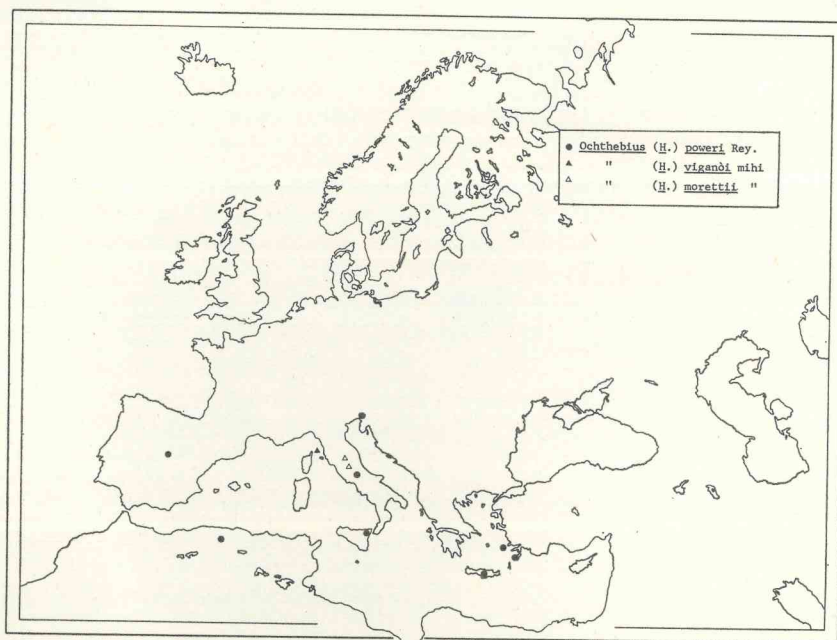 ● Ochthebius (H.) poweri Rey.
▲ " (H.) viganòi mihi
△ " (H.) morettii "